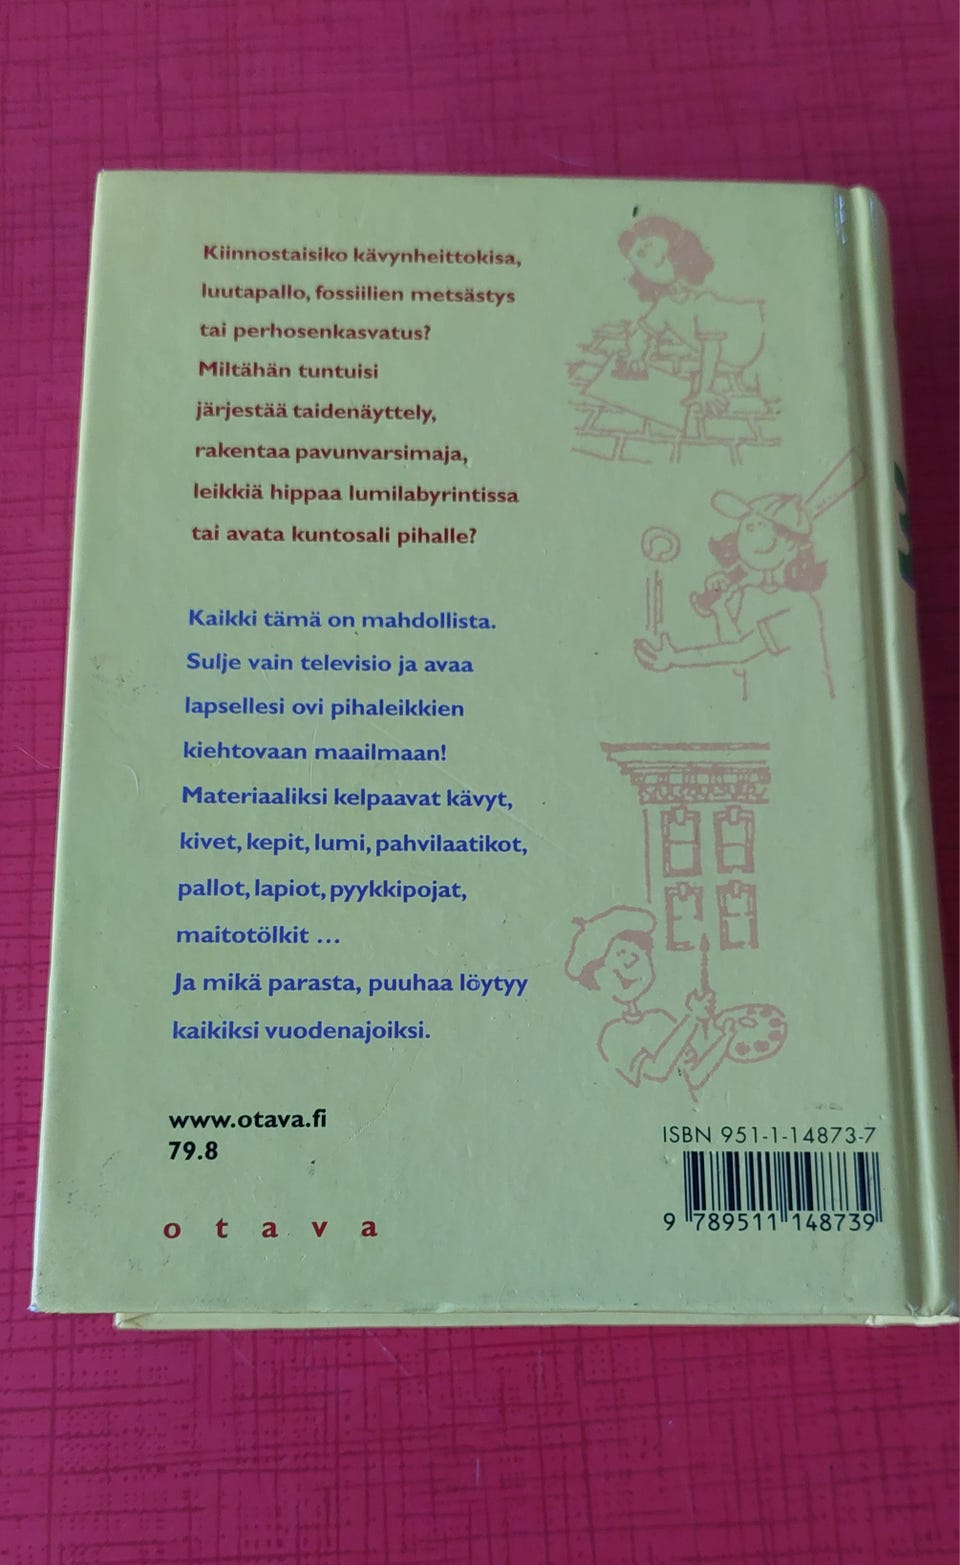 Kiinnostaisiko kävynheittokisa,
luutapallo, fossiilien metsästys
tai perhosenkasvatus?
Miltähän tuntuisi
järjestää taidenäyttely,
rakentaa pavunvarsimaja,
leikkiä hippaa lumilabyrintissa
tai avata kuntosali pihalle?
Kaikki tämä on mahdollista.
Sulje vain televisio ja avaa
lapsellesi ovi pihaleikkien
kiehtovaan maailmaan!
Materiaaliksi kelpaavat kävyt,
kivet, kepit, lumi, pahvilaatikot,
pallot, lapiot, pyykkipojat,
maitotölkit ...
Ja mikä parasta, puuhaa löytyy
kaikiksi vuodenajoiksi.
www.otava.fi
79.8
otava
ISBN 951-1-14873-7
9 789511 148739